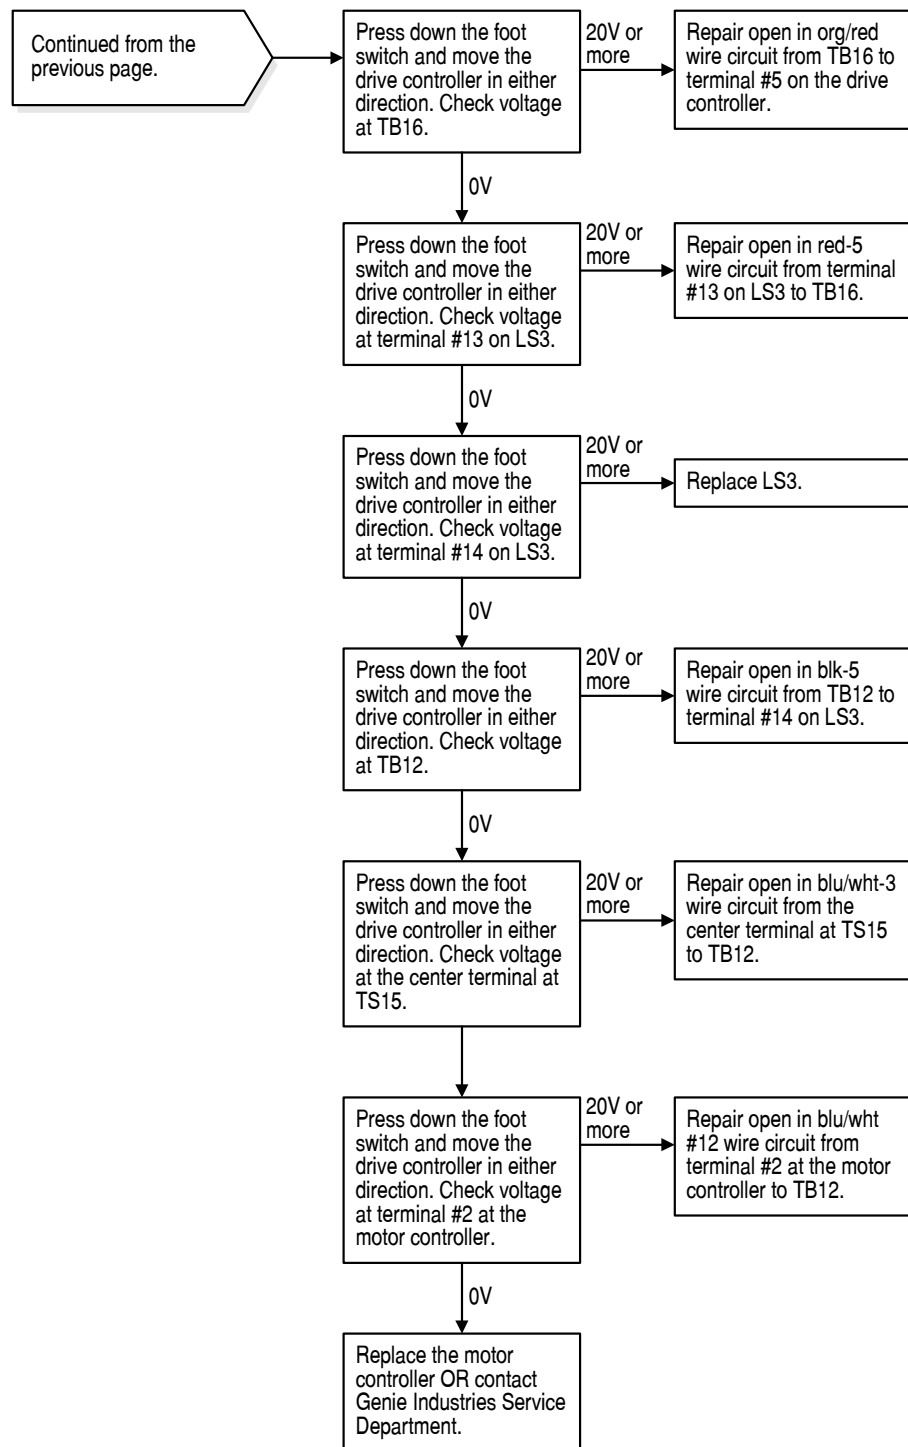 Continued from the
previous page.
Press down the foot
switch and move the
drive controller in either
direction. Check voltage
at TB16.
20V or
more
Repair open in org/red
wire circuit from TB16 to
terminal #5 on the drive
controller.
0V
Press down the foot
switch and move the
drive controller in either
direction. Check voltage
at terminal #13 on LS3.
20V or
more
Repair open in red-5
wire circuit from terminal
#13 on LS3 to TB16.
0V
Press down the foot
switch and move the
drive controller in either
direction. Check voltage
at terminal #14 on LS3.
20V or
more
Replace LS3.
0V
Press down the foot
switch and move the
drive controller in either
direction. Check voltage
at TB12.
20V or
more
Repair open in blk-5
wire circuit from TB12 to
terminal #14 on LS3.
0V
Press down the foot
switch and move the
drive controller in either
direction. Check voltage
at the center terminal at
TS15.
20V or
more
Repair open in blu/wht-3
wire circuit from the
center terminal at TS15
to TB12.
Press down the foot
switch and move the
drive controller in either
direction. Check voltage
at terminal #2 at the
motor controller.
20V or
more
Repair open in blu/wht
#12 wire circuit from
terminal #2 at the motor
controller to TB12.
0V
Replace the motor
controller OR contact
Genie Industries Service
Department.